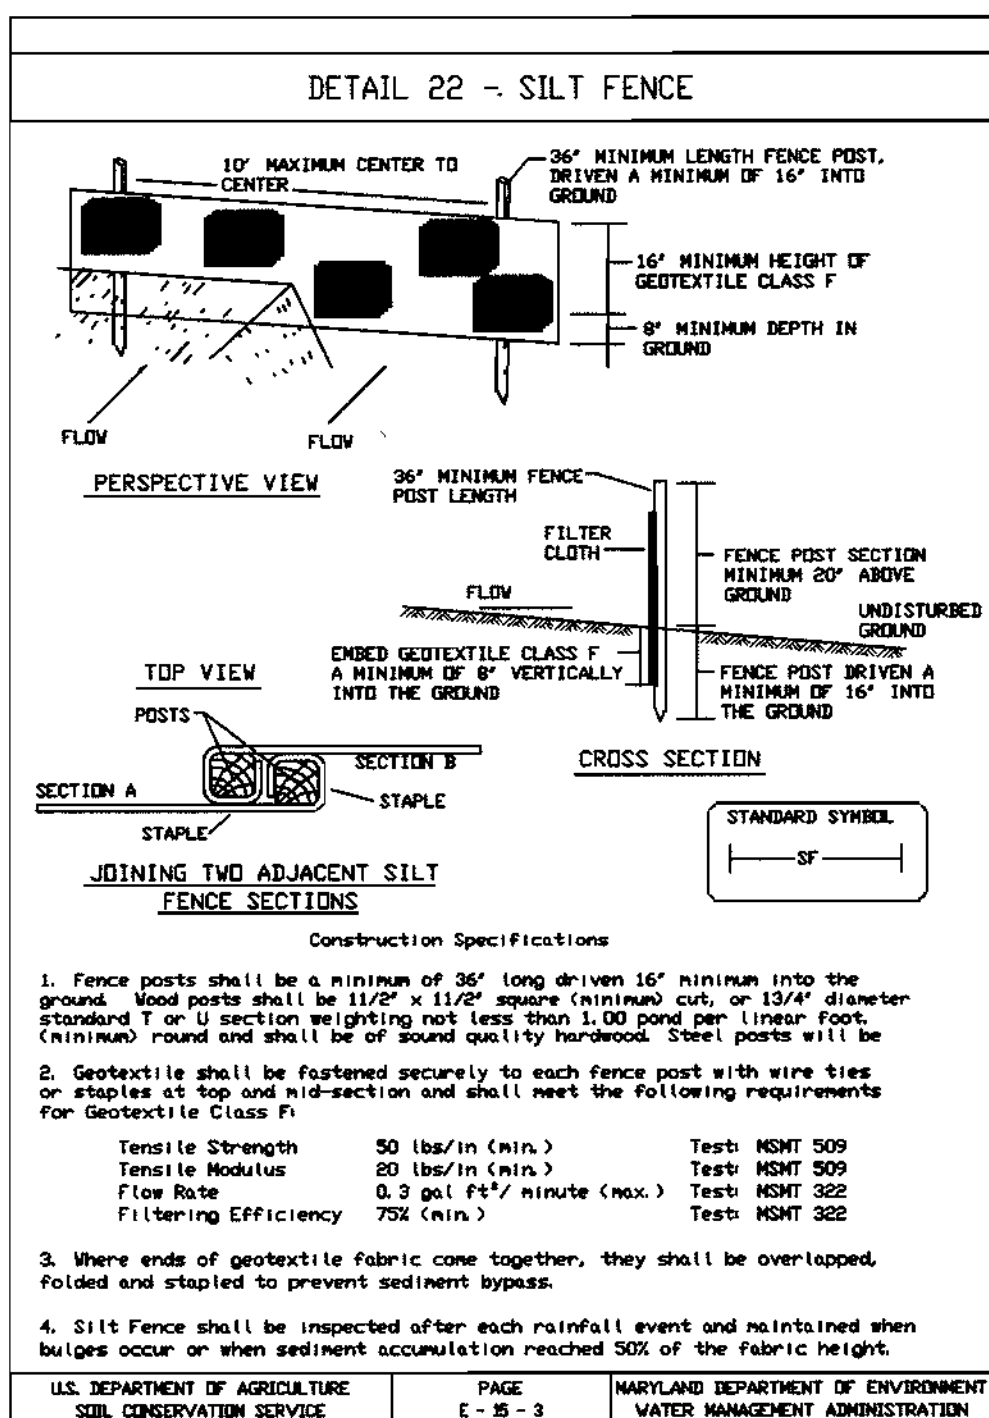 DETAIL 22 - SILT FENCE
10' MAXIMUM CENTER TO
CENTER
36" MINIMUM LENGTH FENCE POST,
DRIVEN A MINIMUM OF 16" INTO
GROUND
16" MINIMUM HEIGHT OF
GEOTEXTILE CLASS F
8" MINIMUM DEPTH IN
GROUND
FLOW
FLOW
PERSPECTIVE VIEW
36" MINIMUM FENCE
POST LENGTH
FILTER
CLOTH
FENCE POST SECTION
MINIMUM 20" ABOVE
GROUND
FLOW
UNDISTURBED
GROUND
EMBED GEOTEXTILE CLASS F
A MINIMUM OF 8" VERTICALLY
INTO THE GROUND
FENCE POST DRIVEN A
MINIMUM OF 16" INTO
THE GROUND
CROSS SECTION
TOP VIEW
POSTS
SECTION B
SECTION A
STAPLE
STAPLE
JOINING TWO ADJACENT SILT
FENCE SECTIONS
STANDARD SYMBOL
SF
Construction Specifications
1. Fence posts shall be a minimum of 36" long driven 16" minimum into the
ground. Wood posts shall be 11/2" x 11/2" square (minimum) cut, or 13/4" diameter
standard T or U section weighting not less than 1.00 pond per linear foot.
(minimum) round and shall be of sound quality hardwood. Steel posts will be
2. Geotextile shall be fastened securely to each fence post with wire ties
or staples at top and mid-section and shall meet the following requirements
for Geotextile Class F:
Tensile Strength 50 lbs/in (min.) Test: MSMT 509
Tensile Modulus 20 lbs/in (min.) Test: MSMT 509
Flow Rate 0.3 gal ft²/ minute (max.) Test: MSMT 322
Filtering Efficiency 75% (min.) Test: MSMT 322
3. Where ends of geotextile fabric come together, they shall be overlapped,
folded and stapled to prevent sediment bypass.
4. Silt Fence shall be inspected after each rainfall event and maintained when
bulges occur or when sediment accumulation reached 50% of the fabric height.
U.S. DEPARTMENT OF AGRICULTURE
SOIL CONSERVATION SERVICE
PAGE
E - 15 - 3
MARYLAND DEPARTMENT OF ENVIRONMENT
WATER MANAGEMENT ADMINISTRATION